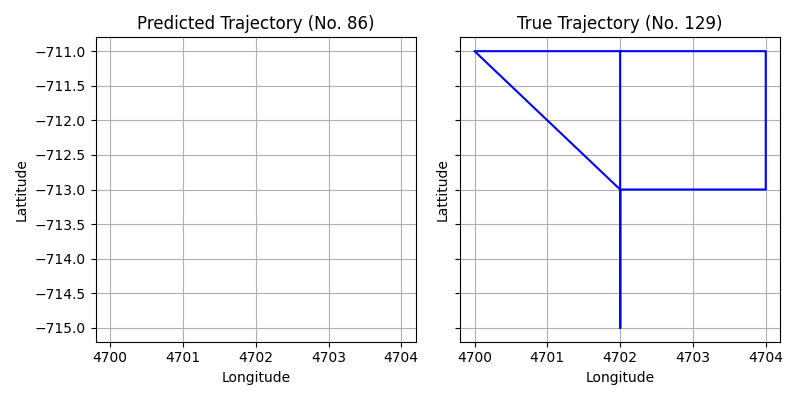 Predicted Trajectory (No. 86)
True Trajectory (No. 129)
−711.0
−711.5
−712.0
−712.5
−713.0
−713.5
−714.0
−714.5
−715.0
Lattitude
4700 4701 4702 4703 4704
Longitude
Lattitude
4700 4701 4702 4703 4704
Longitude